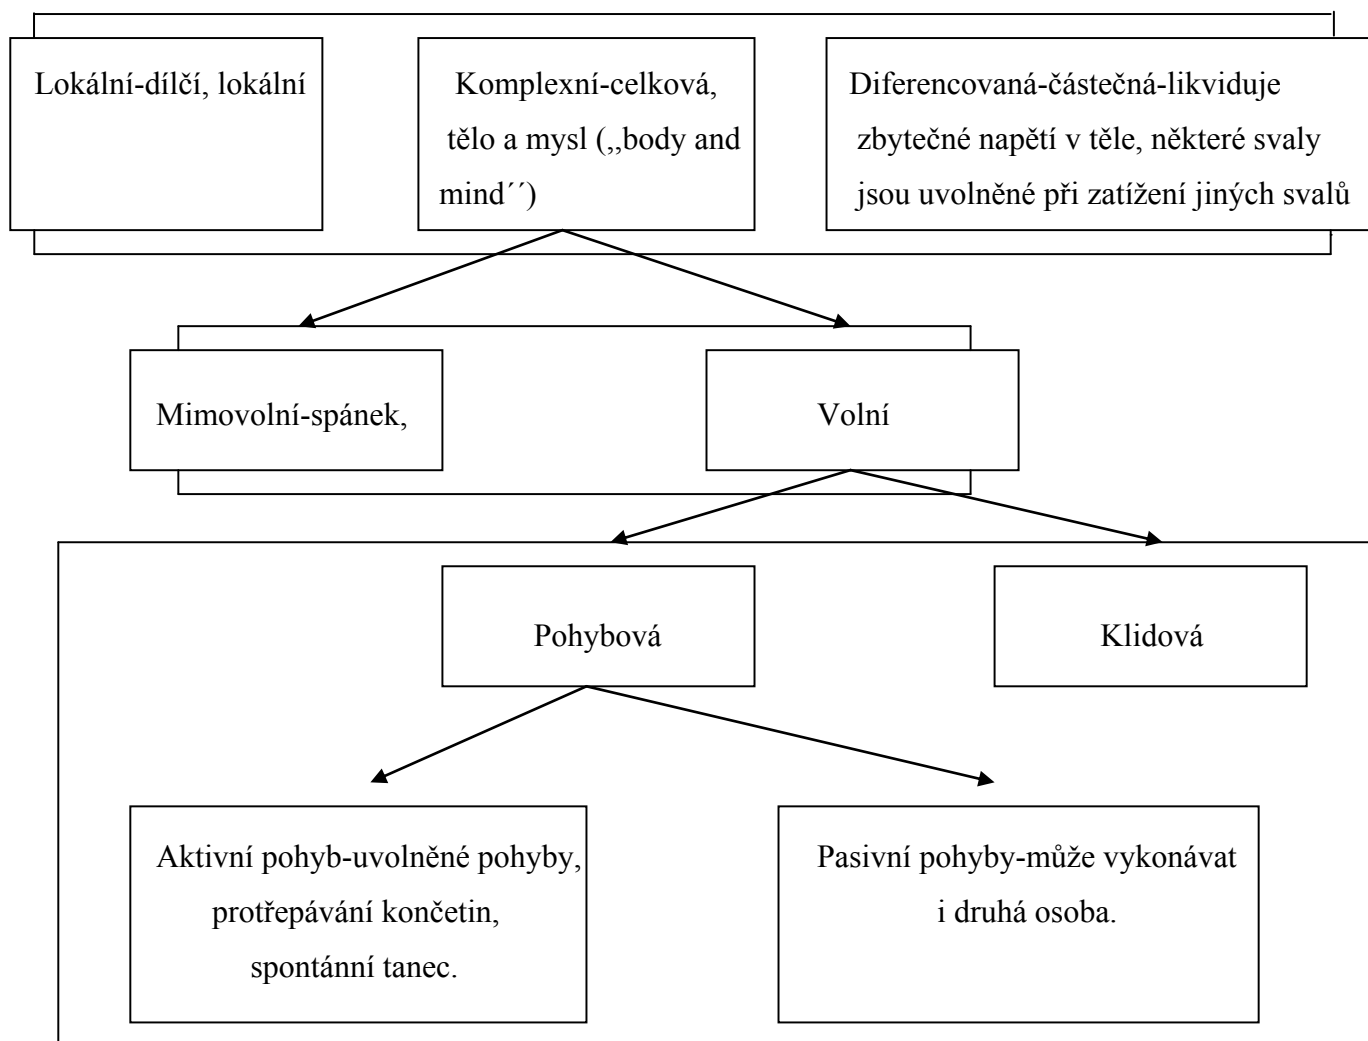 Lokální-dílčí, lokální
Komplexní-celková,
tělo a mysl (,,body and
mind´´)
Diferencovaná-částečná-likviduje
zbytečné napětí v těle, některé svaly
jsou uvolněné při zatížení jiných svalů
Mimovolní-spánek,
Volní
Pohybová
Klidová
Aktivní pohyb-uvolněné pohyby,
protřepávání končetin,
spontánní tanec.
Pasivní pohyby-může vykonávat
i druhá osoba.